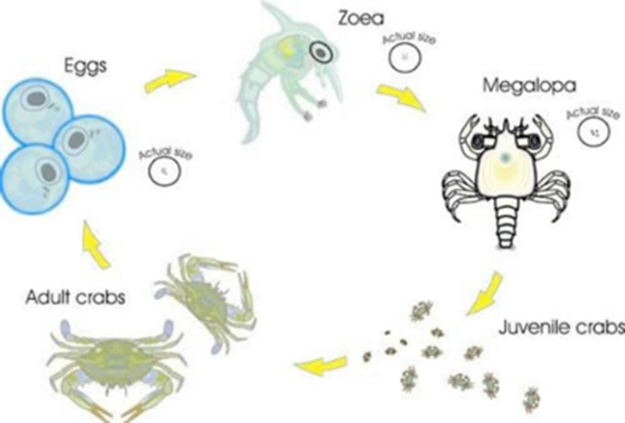 Zoea
Actual size
Eggs
Megalopa
Actual size
Actual size
Adult crabs
Juvenile crabs